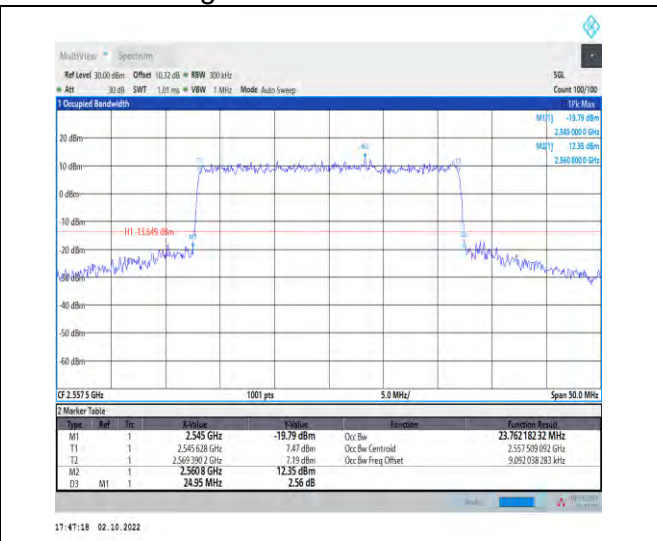 MultiView Spectrum
Ref Level 30.00 dBm Offset 10.32 dB RBW 300 kHz SGL
Att 30 dB SWT 1.01 ms VBW 1 MHz Mode Auto Sweep Count 100/100
1 Occupied Bandwidth 1Pk Max
M1[1] -19.79 dBm
2.545 000 0 GHz
M2[1] 12.35 dBm
2.560 800 0 GHz
20 dBm
10 dBm
0 dBm
-10 dBm
H1 -13.649 dBm
-20 dBm
-30 dBm
-40 dBm
-50 dBm
-60 dBm
CF 2.557 5 GHz 1001 pts 5.0 MHz/ Span 50.0 MHz
2 Marker Table
Type Ref Trc X-Value Y-Value Function Function Result
M1 1 2.545 GHz -19.79 dBm Occ Bw 23.762 182 32 MHz
T1 1 2.545 628 GHz 7.47 dBm Occ Bw Centroid 2.557 509 092 GHz
T2 1 2.569 390 2 GHz 7.19 dBm Occ Bw Freq Offset 9.092 038 283 kHz
M2 1 2.560 8 GHz 12.35 dBm
D3 M1 1 24.95 MHz 2.56 dB
17:47:18 02.10.2022